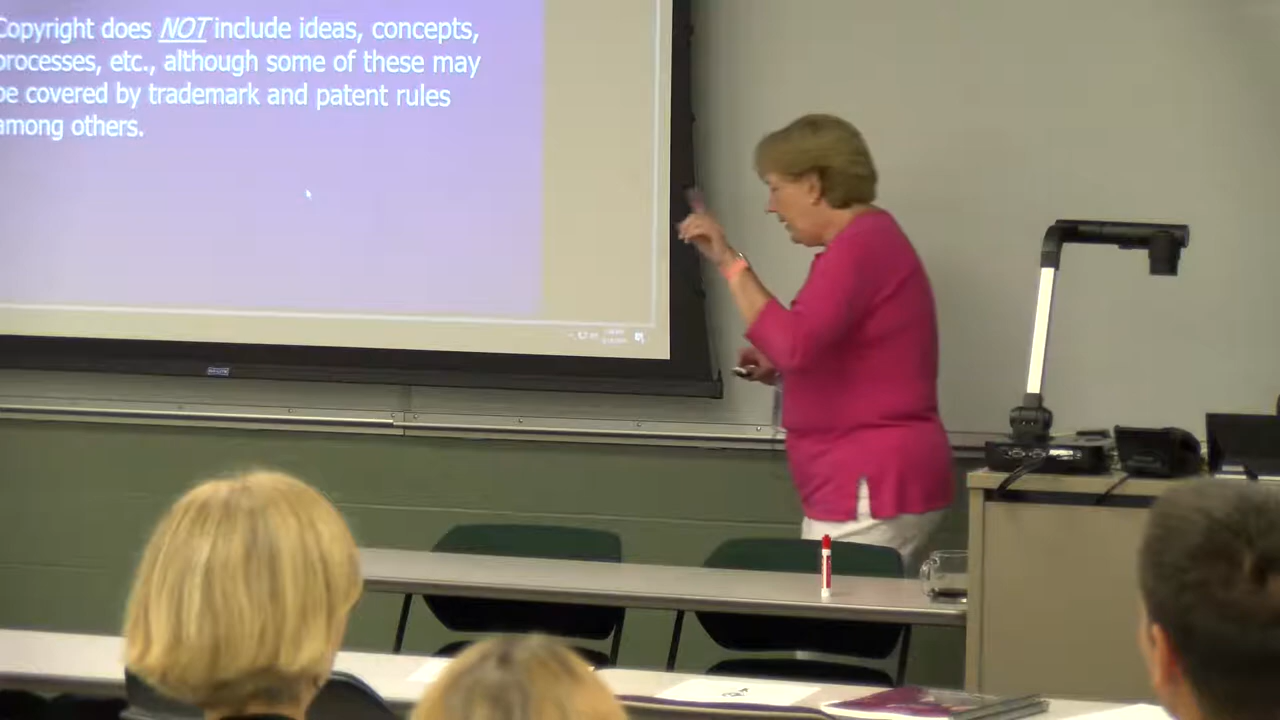 Copyright does NOT include ideas, concepts,
processes, etc., although some of these may
be covered by trademark and patent rules
among others.